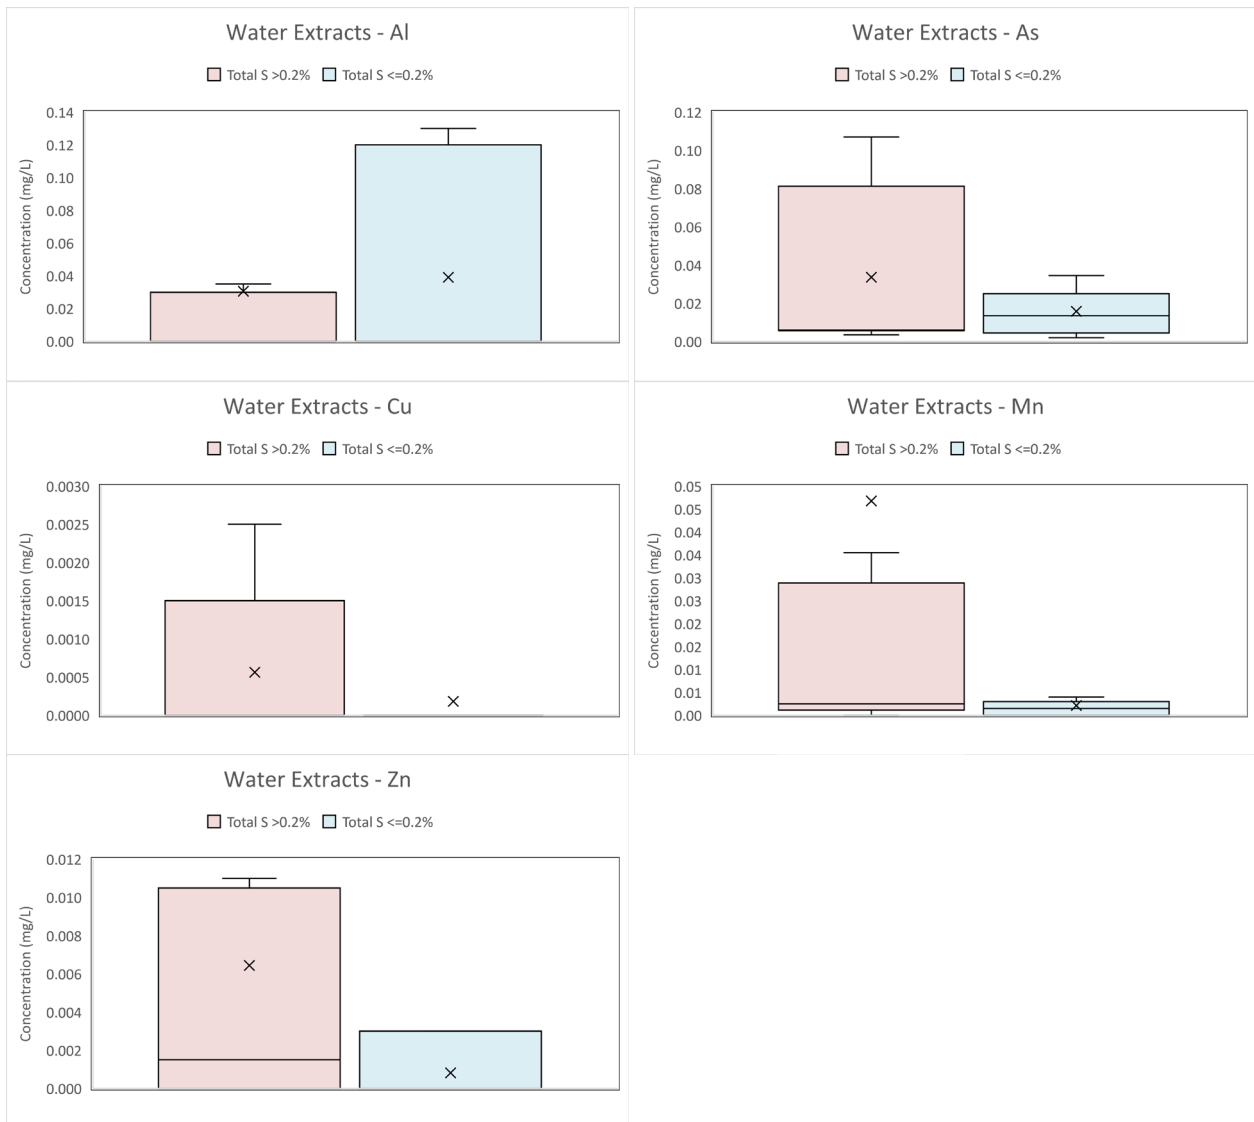 Water Extracts - Al
Total S >0.2% Total S <=0.2%
Concentration (mg/L)
0.14
0.12
0.10
0.08
0.06
0.04
0.02
0.00
Water Extracts - As
Total S >0.2% Total S <=0.2%
Concentration (mg/L)
0.12
0.10
0.08
0.06
0.04
0.02
0.00
Water Extracts - Cu
Total S >0.2% Total S <=0.2%
Concentration (mg/L)
0.0030
0.0025
0.0020
0.0015
0.0010
0.0005
0.0000
Water Extracts - Mn
Total S >0.2% Total S <=0.2%
Concentration (mg/L)
0.05
0.05
0.04
0.04
0.03
0.03
0.02
0.02
0.01
0.01
0.00
Water Extracts - Zn
Total S >0.2% Total S <=0.2%
Concentration (mg/L)
0.012
0.010
0.008
0.006
0.004
0.002
0.000